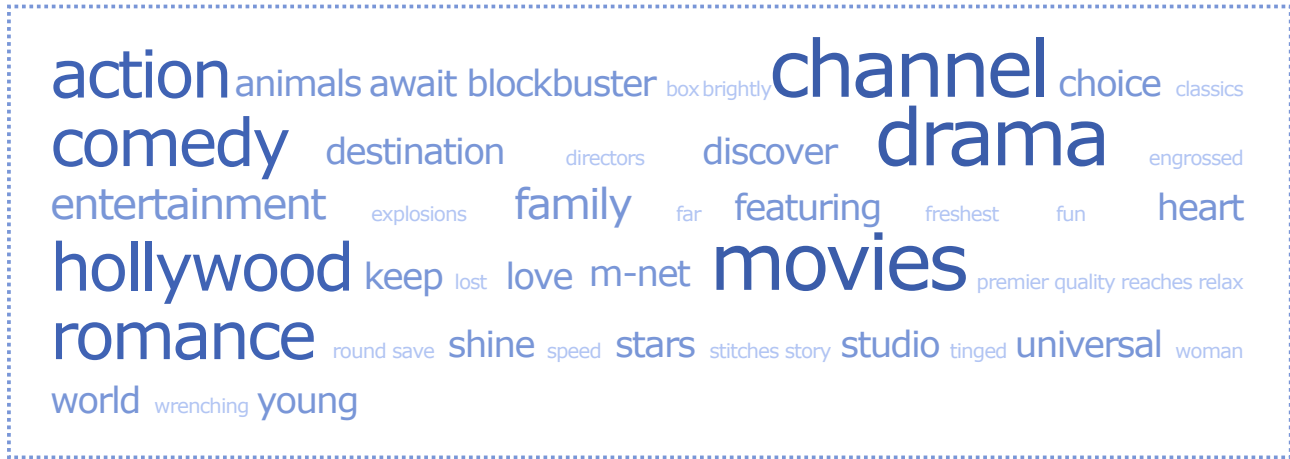 action animals await blockbuster box brightly channel choice classics
comedy destination directors discover drama engrossed
entertainment explosions family far featuring freshest fun heart
hollywood keep lost love m-net movies premier quality reaches relax
romance round save shine speed stars stitches story studio tinged universal woman
world wrenching young